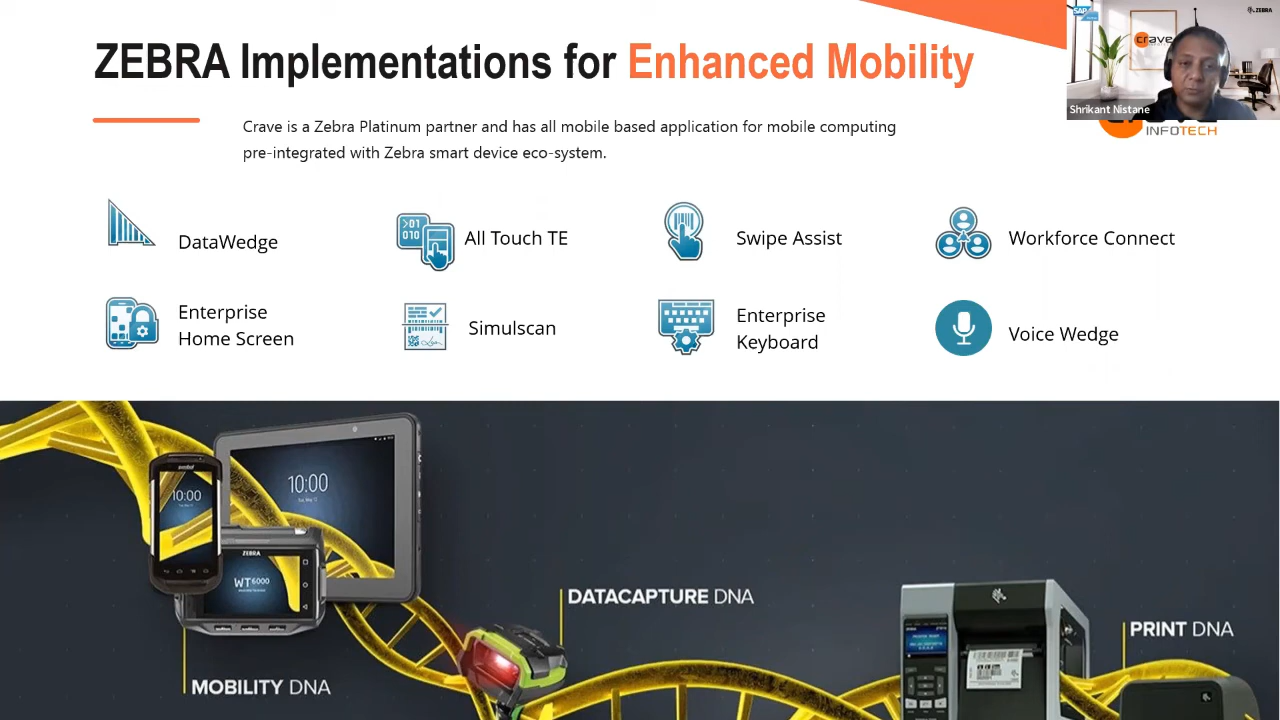 ZEBRA Implementations for Enhanced Mobility
SAP
crave
ZEBRA
Shrikant Nistane
INFOTECH
Crave is a Zebra Platinum partner and has all mobile based application for mobile computing
pre-integrated with Zebra smart device eco-system.
DataWedge
>01
010
All Touch TE
Swipe Assist
Workforce Connect
Enterprise
Home Screen
Simulscan
Enterprise
Keyboard
Voice Wedge
10:00
10:00
ZEBRA
WT6000
DATACAPTURE DNA
PRINT DNA
MOBILITY DNA